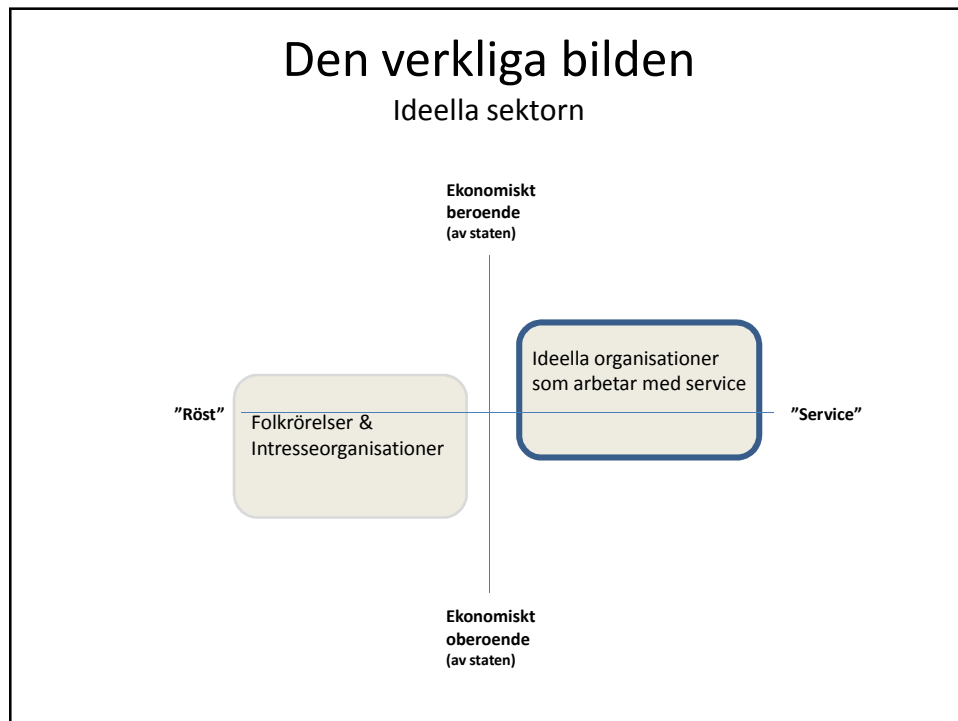 Den verkliga bilden
Ideella sektorn
Ekonomiskt
beroende
(av staten)
Ideella organisationer
som arbetar med service
”Röst”
”Service”
Folkrörelser &
Intresseorganisationer
Ekonomiskt
oberoende
(av staten)